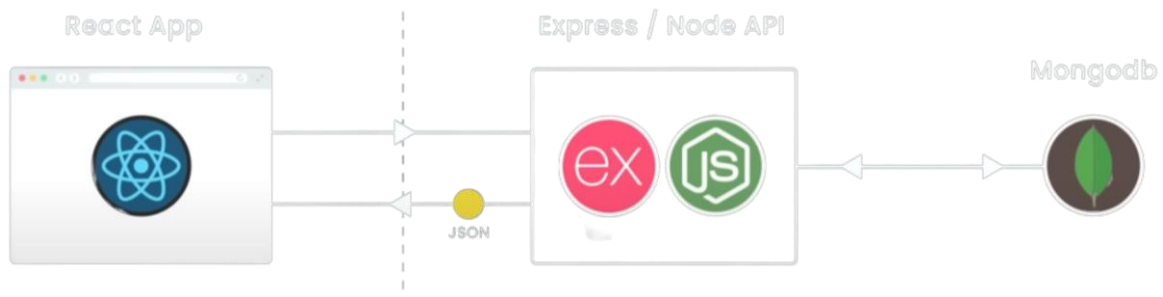 React App
Express / Node API
Mongodb
ex
JS
JSON